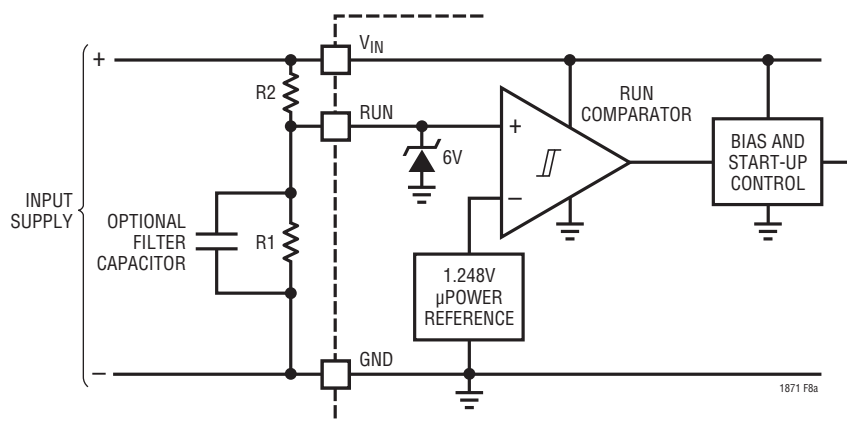 VIN
+
R2
RUN
RUN
COMPARATOR
+
6V
BIAS AND
START-UP
CONTROL
INPUT
SUPPLY
OPTIONAL
FILTER
CAPACITOR
R1
–
1.248V
µPOWER
REFERENCE
GND
–
1871 F8a